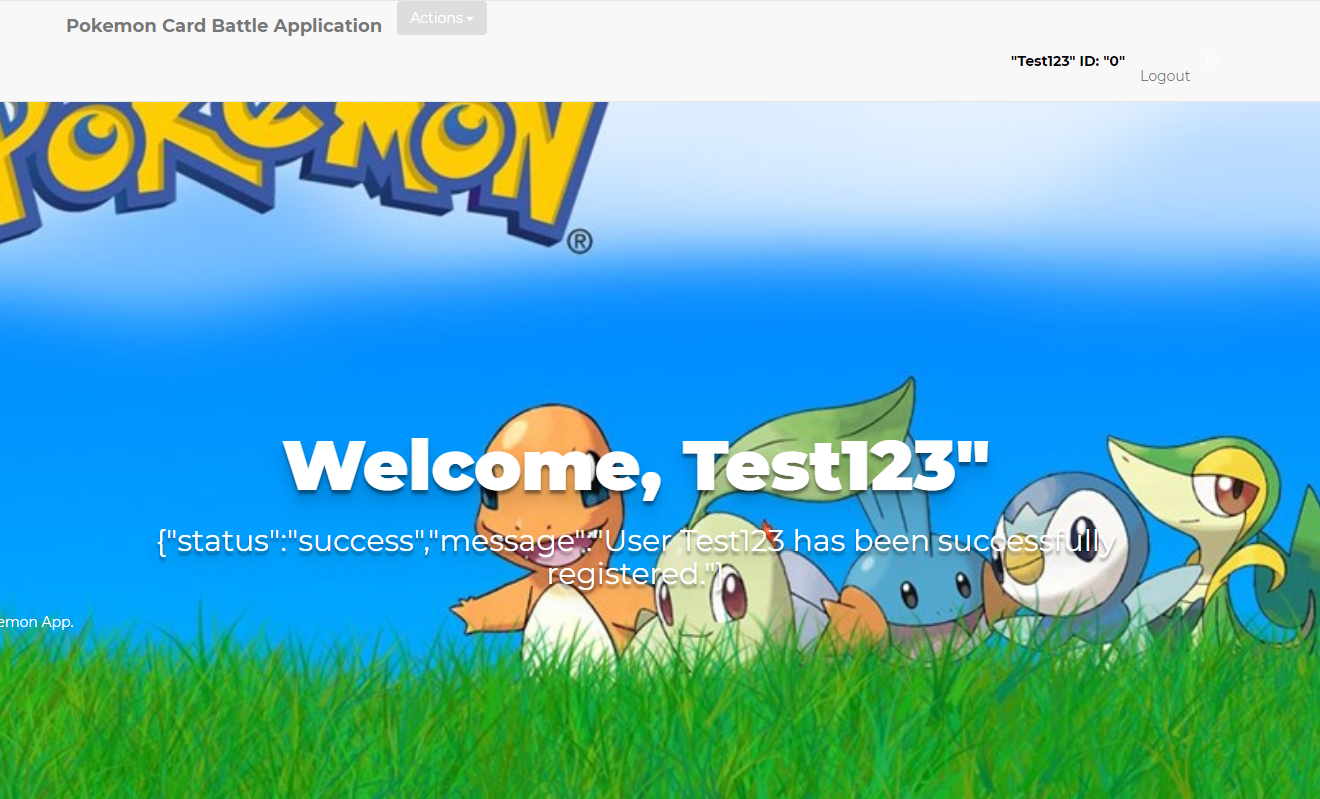 Pokemon Card Battle Application
Actions
"Test123" ID: "0"
Logout
POKéMON
®
Welcome, Test123"
{"status":"success","message":"User Test123 has been successfully
registered."}
emon App.